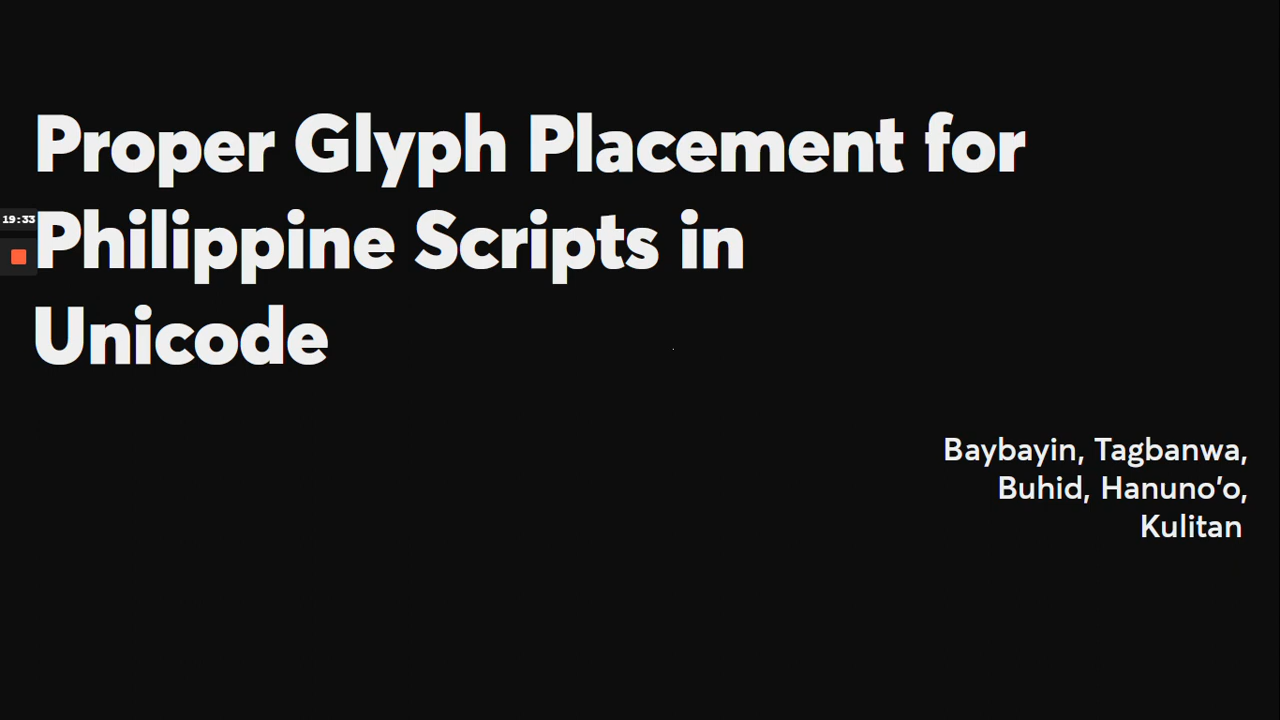 Proper Glyph Placement for
Philippine Scripts in
Unicode
19:33
Baybayin, Tagbanwa,
Buhid, Hanuno’o,
Kulitan